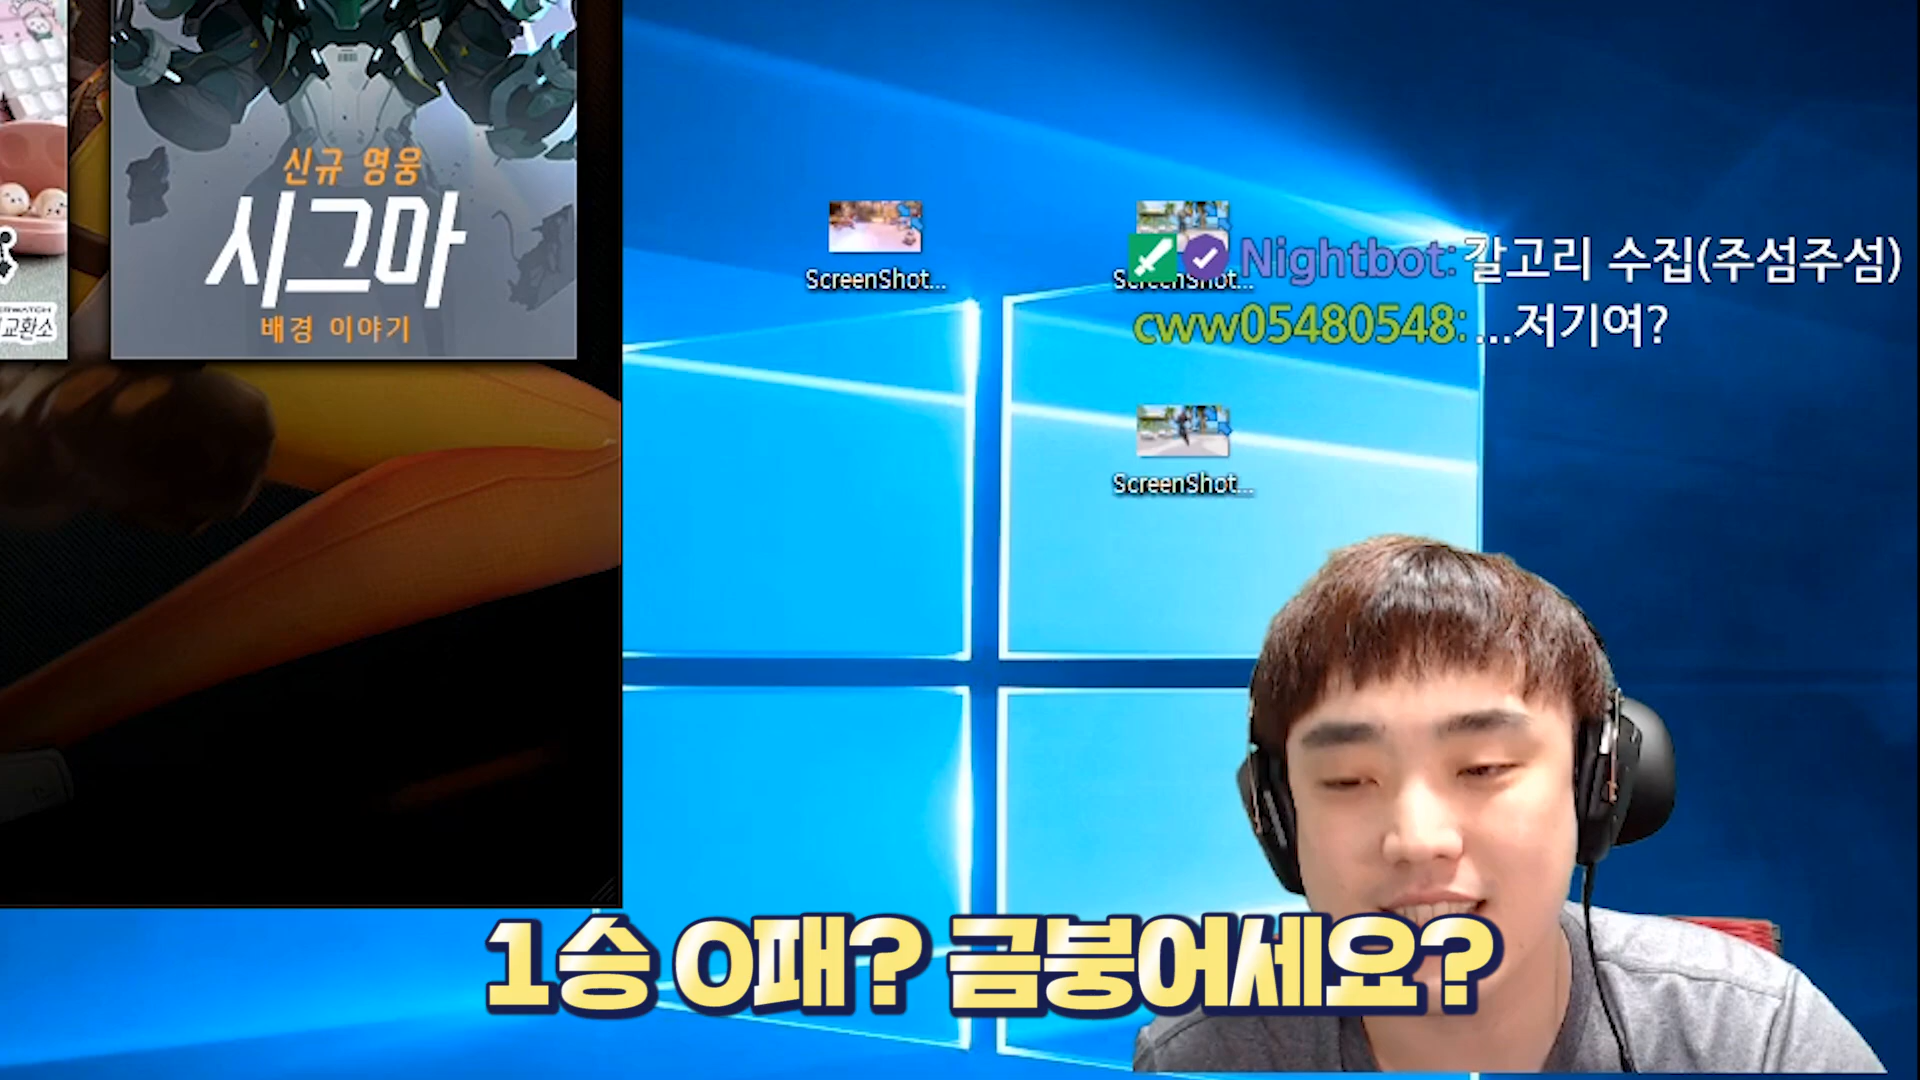 신규 영웅
시그마
배경 이야기
교환소
ScreenShot...
ScreenShot...
Nightbot: 갈고리 수집(주섬주섬)
cww05480548: ...저기여?
ScreenShot...
1승 0패? 금붕어세요?